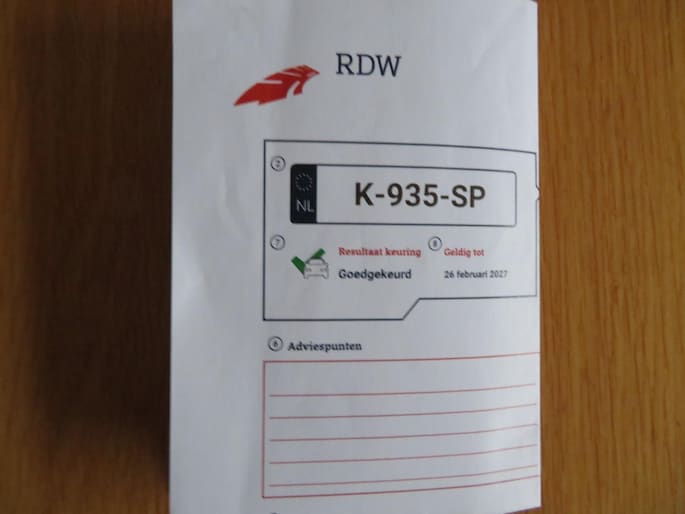 RDW
2
NL
K-935-SP
7
Resultaat keuring
8
Geldig tot
Goedgekeurd
26 februari 2027
6
Adviespunten